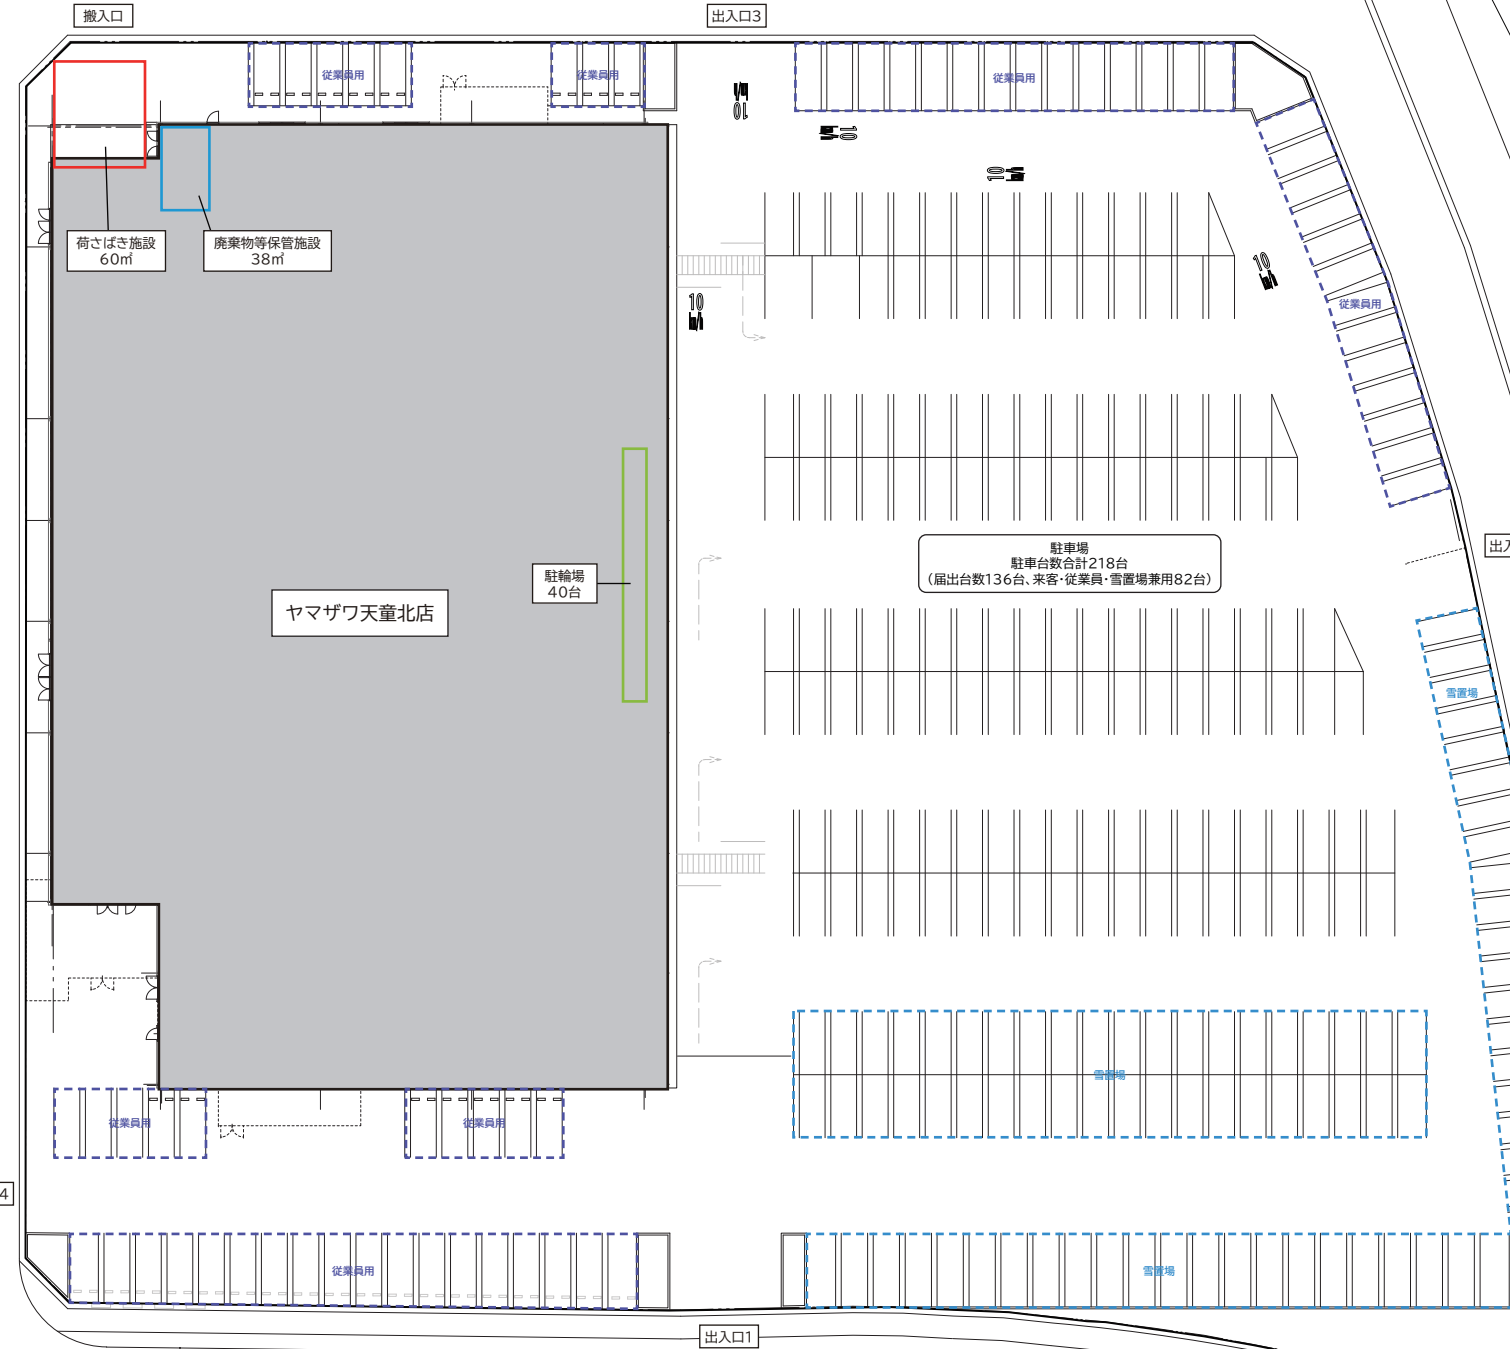 搬入口
出入口3
従業員用
従業員用
従業員用
10
10
10
荷さばき施設
60㎡
廃棄物等保管施設
38㎡
10
10
従業員用
駐車場
駐車台数合計218台
（届出台数136台、来客・従業員・雪置場兼用82台）
出入
駐輪場
40台
ヤマザワ天童北店
雪置場
雪置場
従業員用
従業員用
4
従業員用
雪置場
出入口1